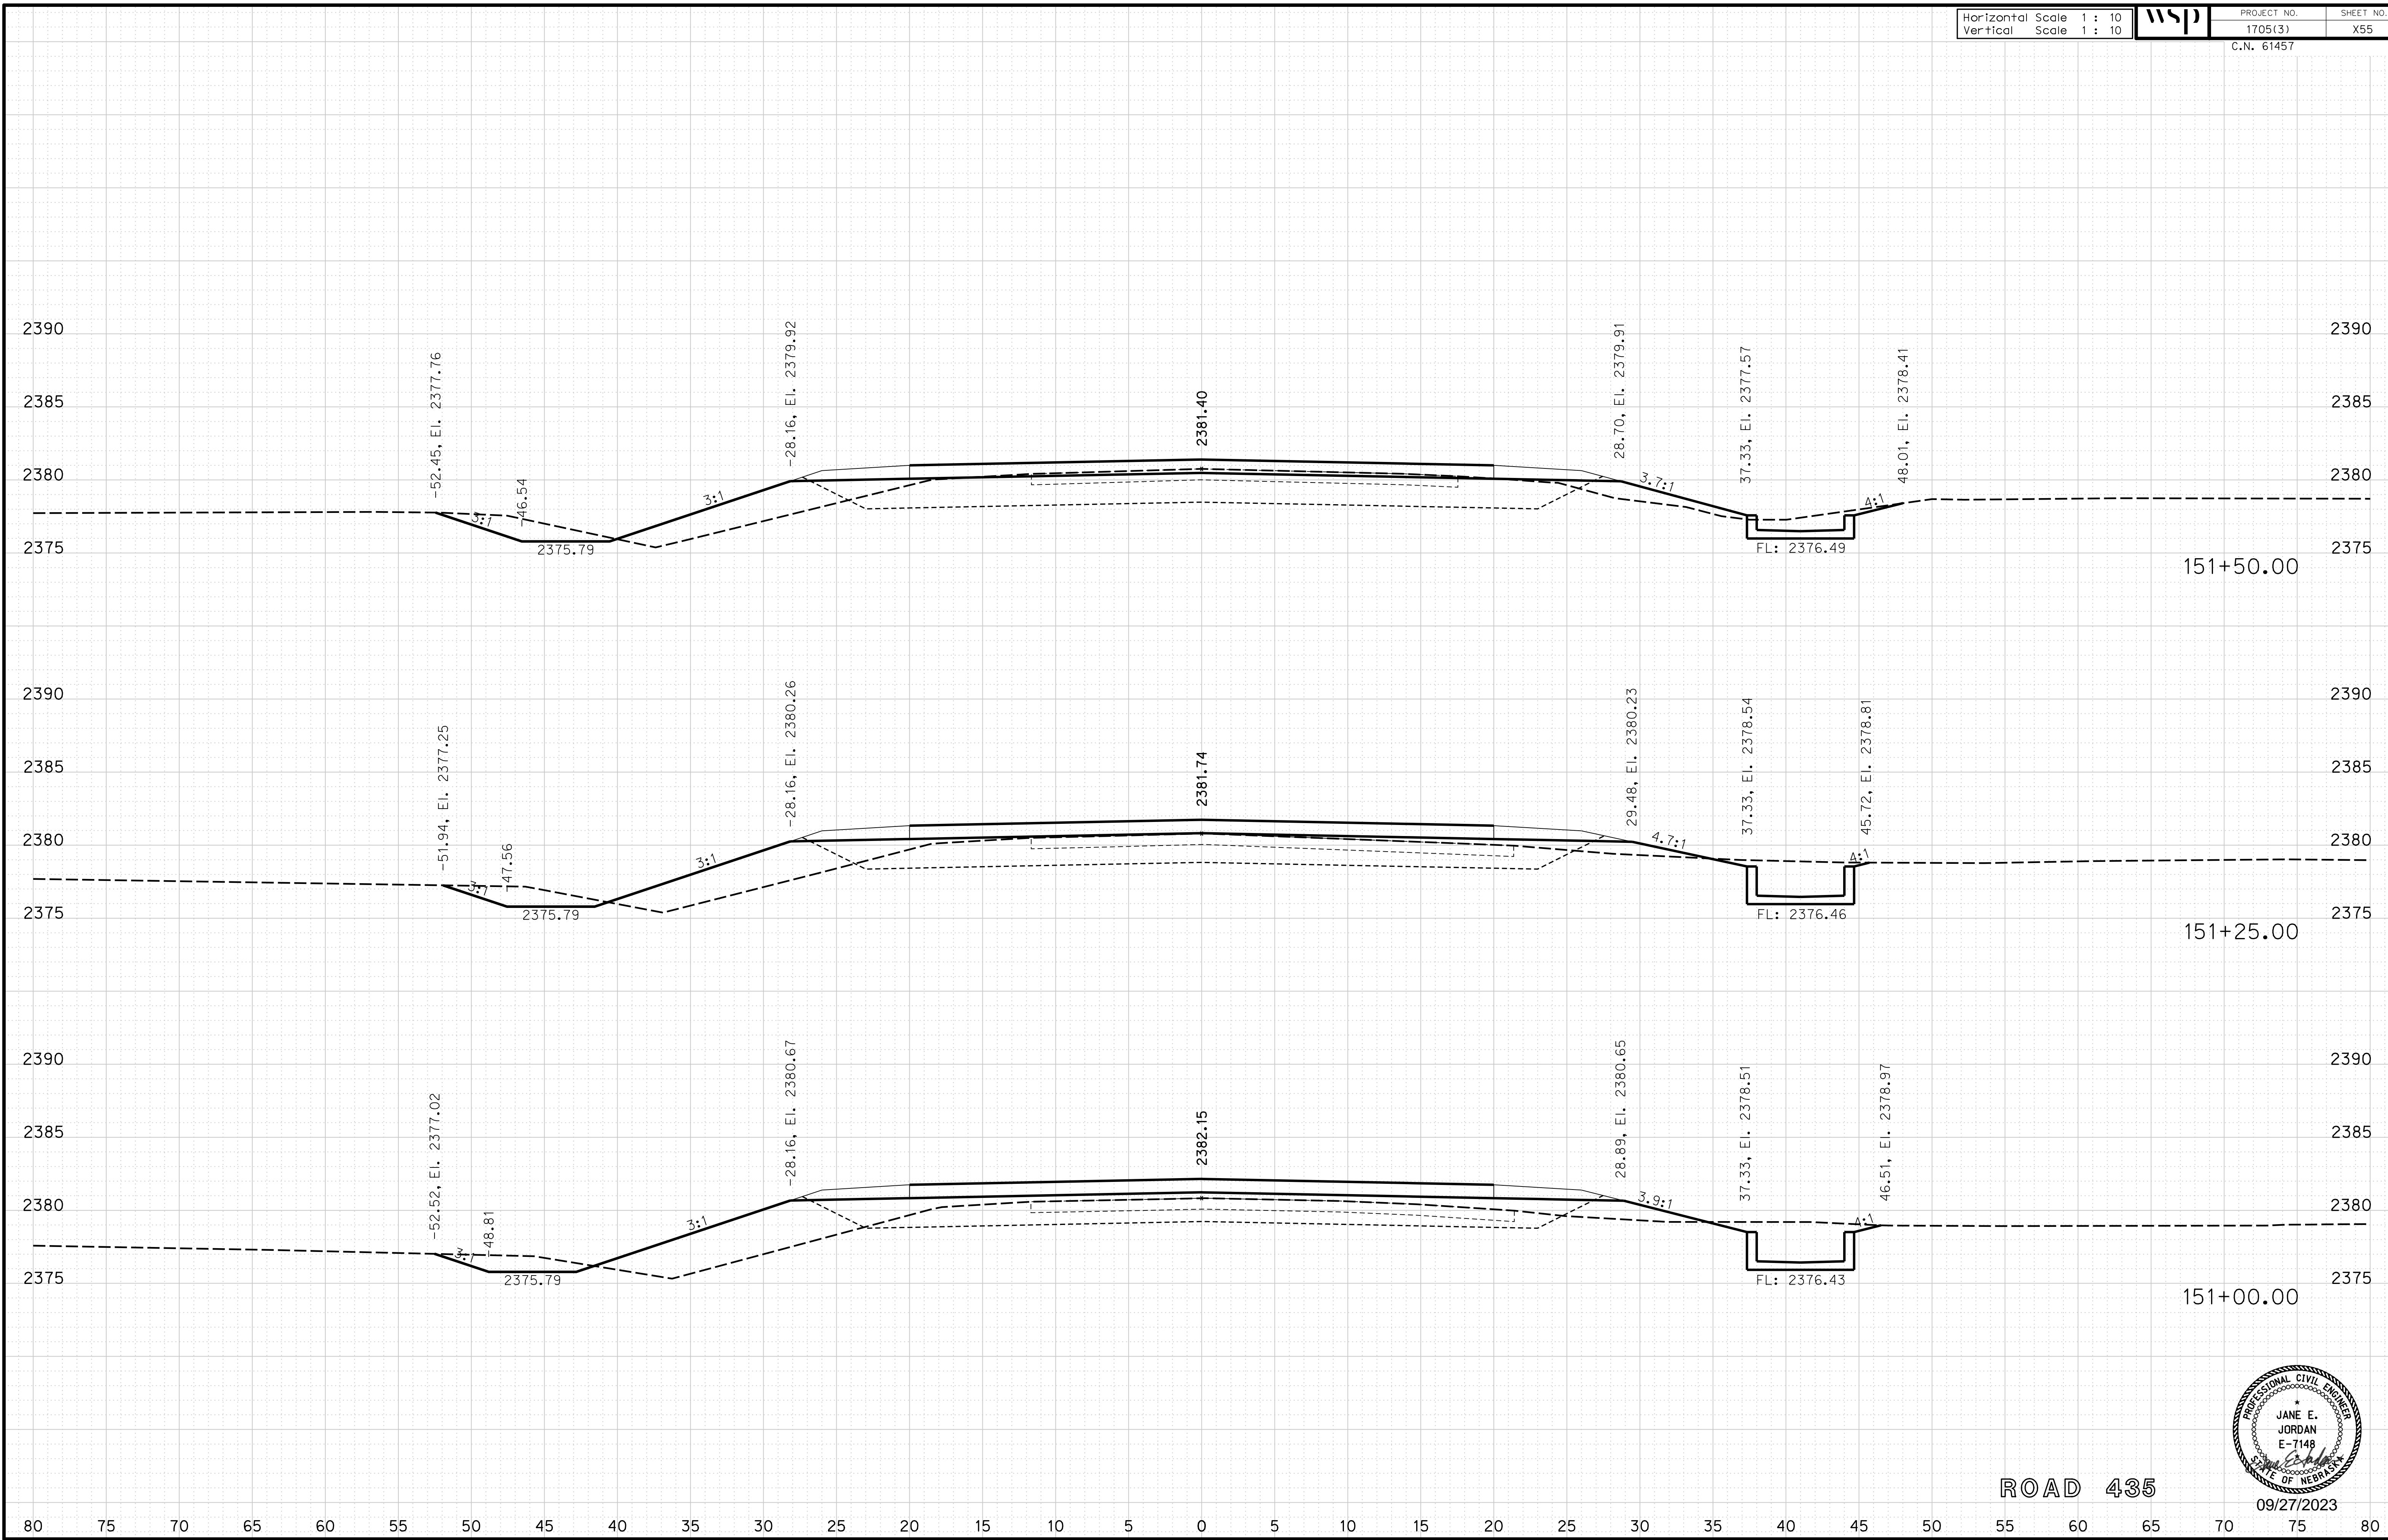 Horizontal Scale 1 : 10
Vertical Scale 1 : 10
wsp
PROJECT NO.
SHEET NO.
1705(3)
X55
C.N. 61457
2390
2390
2385
2385
2380
2380
2375
2375
-52.45, El. 2377.76
-46.54
-28.16, El. 2379.92
2381.40
28.70, El. 2379.91
37.33, El. 2377.57
48.01, El. 2378.41
3:1
3:1
3.7:1
4:1
2375.79
FL: 2376.49
151+50.00
2390
2390
2385
2385
2380
2380
2375
2375
-51.94, El. 2377.25
-47.56
-28.16, El. 2380.26
2381.74
29.48, El. 2380.23
37.33, El. 2378.54
45.72, El. 2378.81
3:1
3:1
4.7:1
4:1
2375.79
FL: 2376.46
151+25.00
2390
2390
2385
2385
2380
2380
2375
2375
-52.52, El. 2377.02
-48.81
-28.16, El. 2380.67
2382.15
28.89, El. 2380.65
37.33, El. 2378.51
46.51, El. 2378.97
3:1
3:1
3.9:1
4:1
2375.79
FL: 2376.43
151+00.00
PROFESSIONAL CIVIL ENGINEER
JANE E.
JORDAN
E-7148
STATE OF NEBRASKA
ROAD 435
09/27/2023
80 75 70 65 60 55 50 45 40 35 30 25 20 15 10 5 0 5 10 15 20 25 30 35 40 45 50 55 60 65 70 75 80